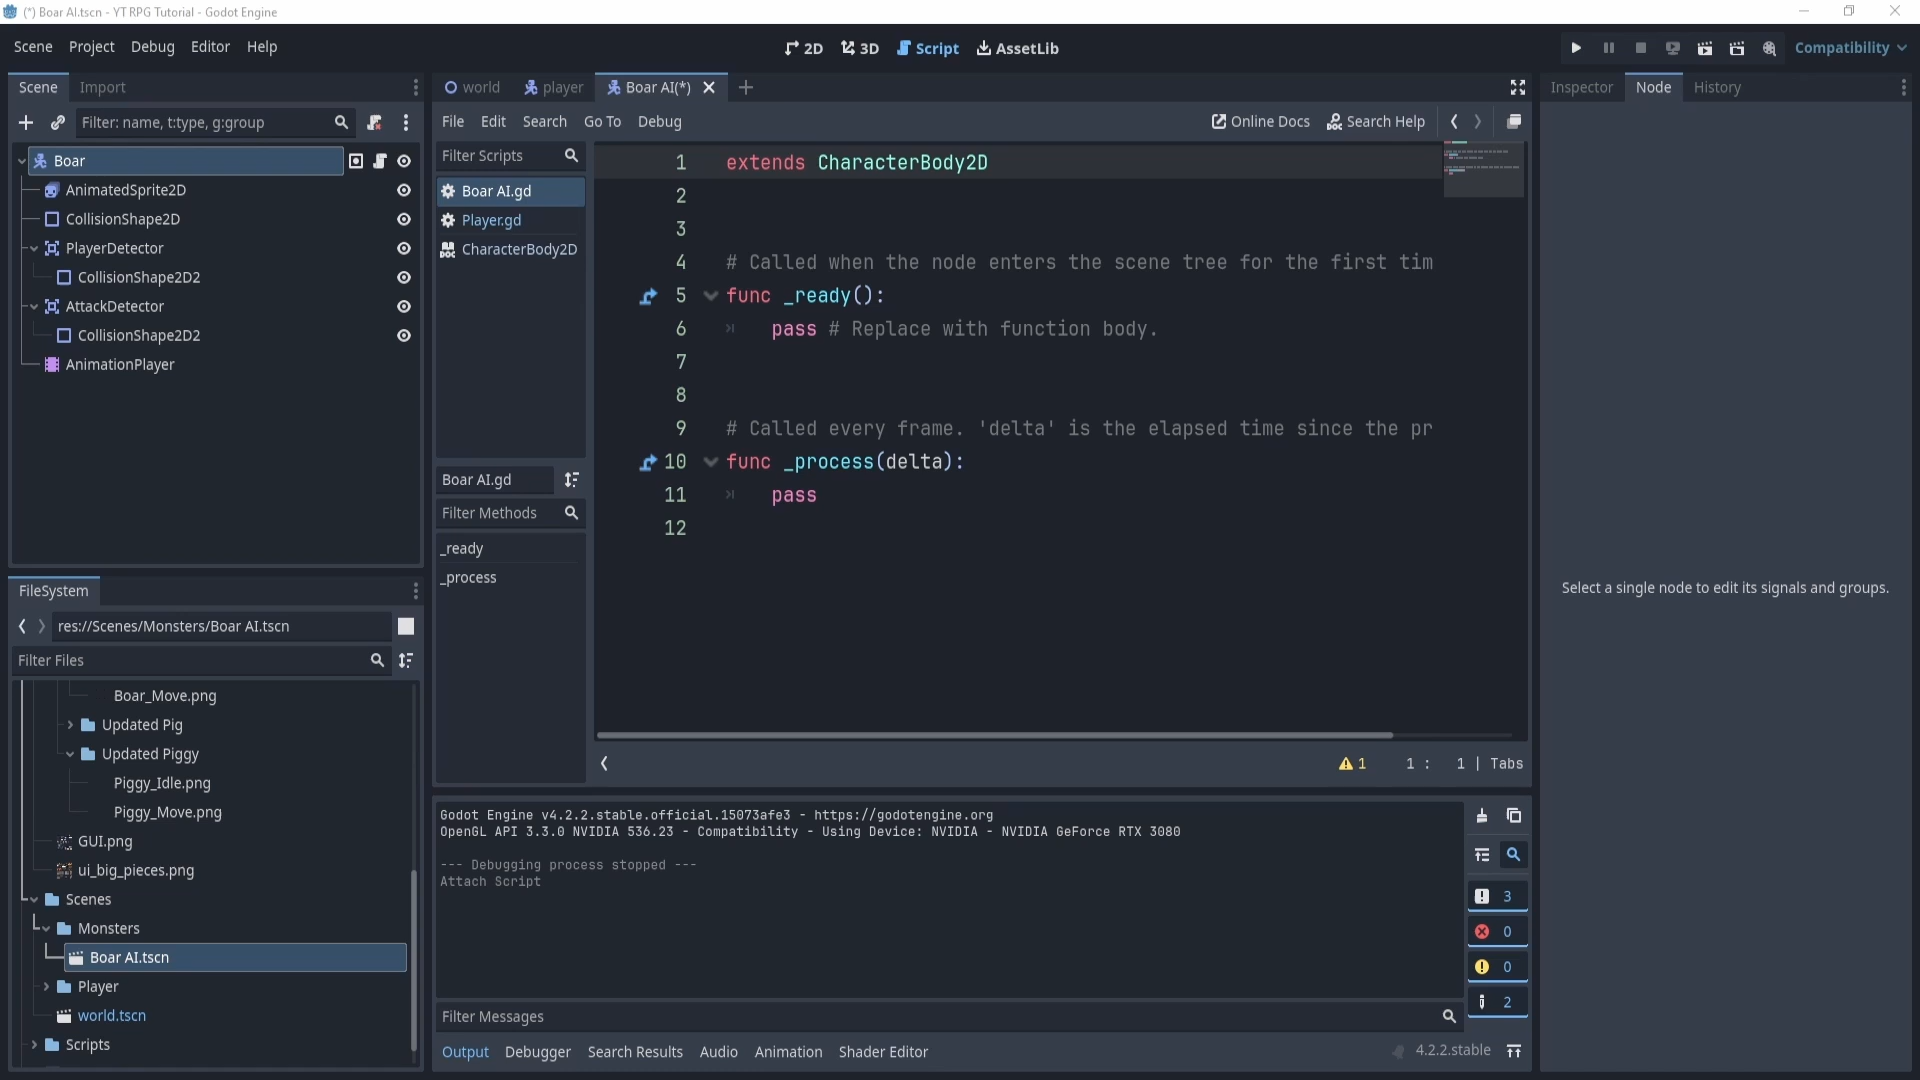 (*) Boar AI.tscn - YT RPG Tutorial - Godot Engine
Scene Project Debug Editor Help
2D 3D Script AssetLib
Compatibility
Scene Import
Filter: name, t:type, g:group
Boar
AnimatedSprite2D
CollisionShape2D
PlayerDetector
CollisionShape2D2
AttackDetector
CollisionShape2D2
AnimationPlayer
FileSystem
res://Scenes/Monsters/Boar AI.tscn
Filter Files
Boar_Move.png
Updated Pig
Updated Piggy
Piggy_Idle.png
Piggy_Move.png
GUI.png
ui_big_pieces.png
Scenes
Monsters
Boar AI.tscn
Player
world.tscn
Scripts
world player Boar AI(*)
File Edit Search Go To Debug
Online Docs Search Help
Filter Scripts
Boar AI.gd
Player.gd
CharacterBody2D
Boar AI.gd
Filter Methods
_ready
_process
1 extends CharacterBody2D
2
3
4 # Called when the node enters the scene tree for the first tim
5 func _ready():
6 pass # Replace with function body.
7
8
9 # Called every frame. 'delta' is the elapsed time since the pr
10 func _process(delta):
11 pass
12
1 1 : 1 | Tabs
Godot Engine v4.2.2.stable.official.15073afe3 - https://godotengine.org
OpenGL API 3.3.0 NVIDIA 536.23 - Compatibility - Using Device: NVIDIA - NVIDIA GeForce RTX 3080
--- Debugging process stopped ---
Attach Script
3
0
0
2
Filter Messages
Output Debugger Search Results Audio Animation Shader Editor
4.2.2.stable
Inspector Node History
Select a single node to edit its signals and groups.